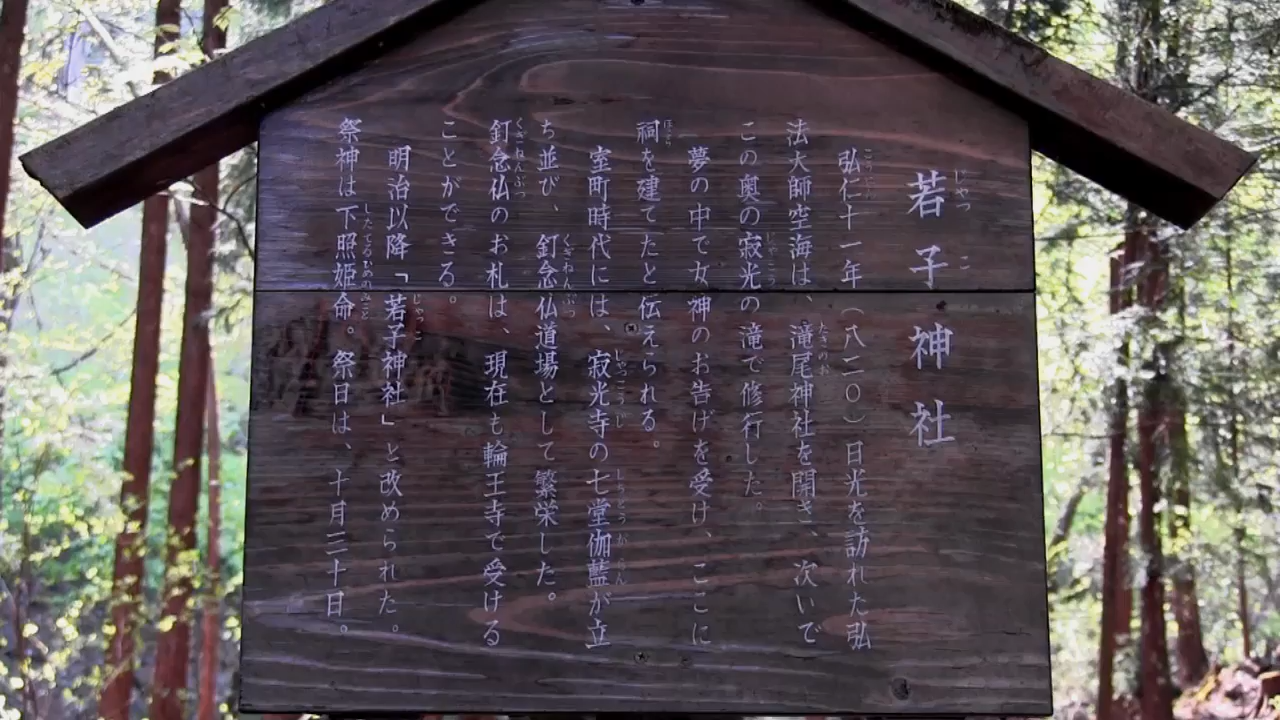 若子神社
弘仁十一年（八二〇）日光を訪れた弘
法大師空海は、滝尾神社を開き、次いで
この奥の寂光の滝で修行した。
夢の中で女神のお告げを受け、ここに
祠を建てたと伝えられる。
室町時代には、寂光寺の七堂伽藍が立
ち並び、釘念仏道場として繁栄した。
釘念仏のお札は、現在も輪王寺で受ける
ことができる。
明治以降「若子神社」と改められた。
祭神は下照姫命。祭日は、十月三十日。